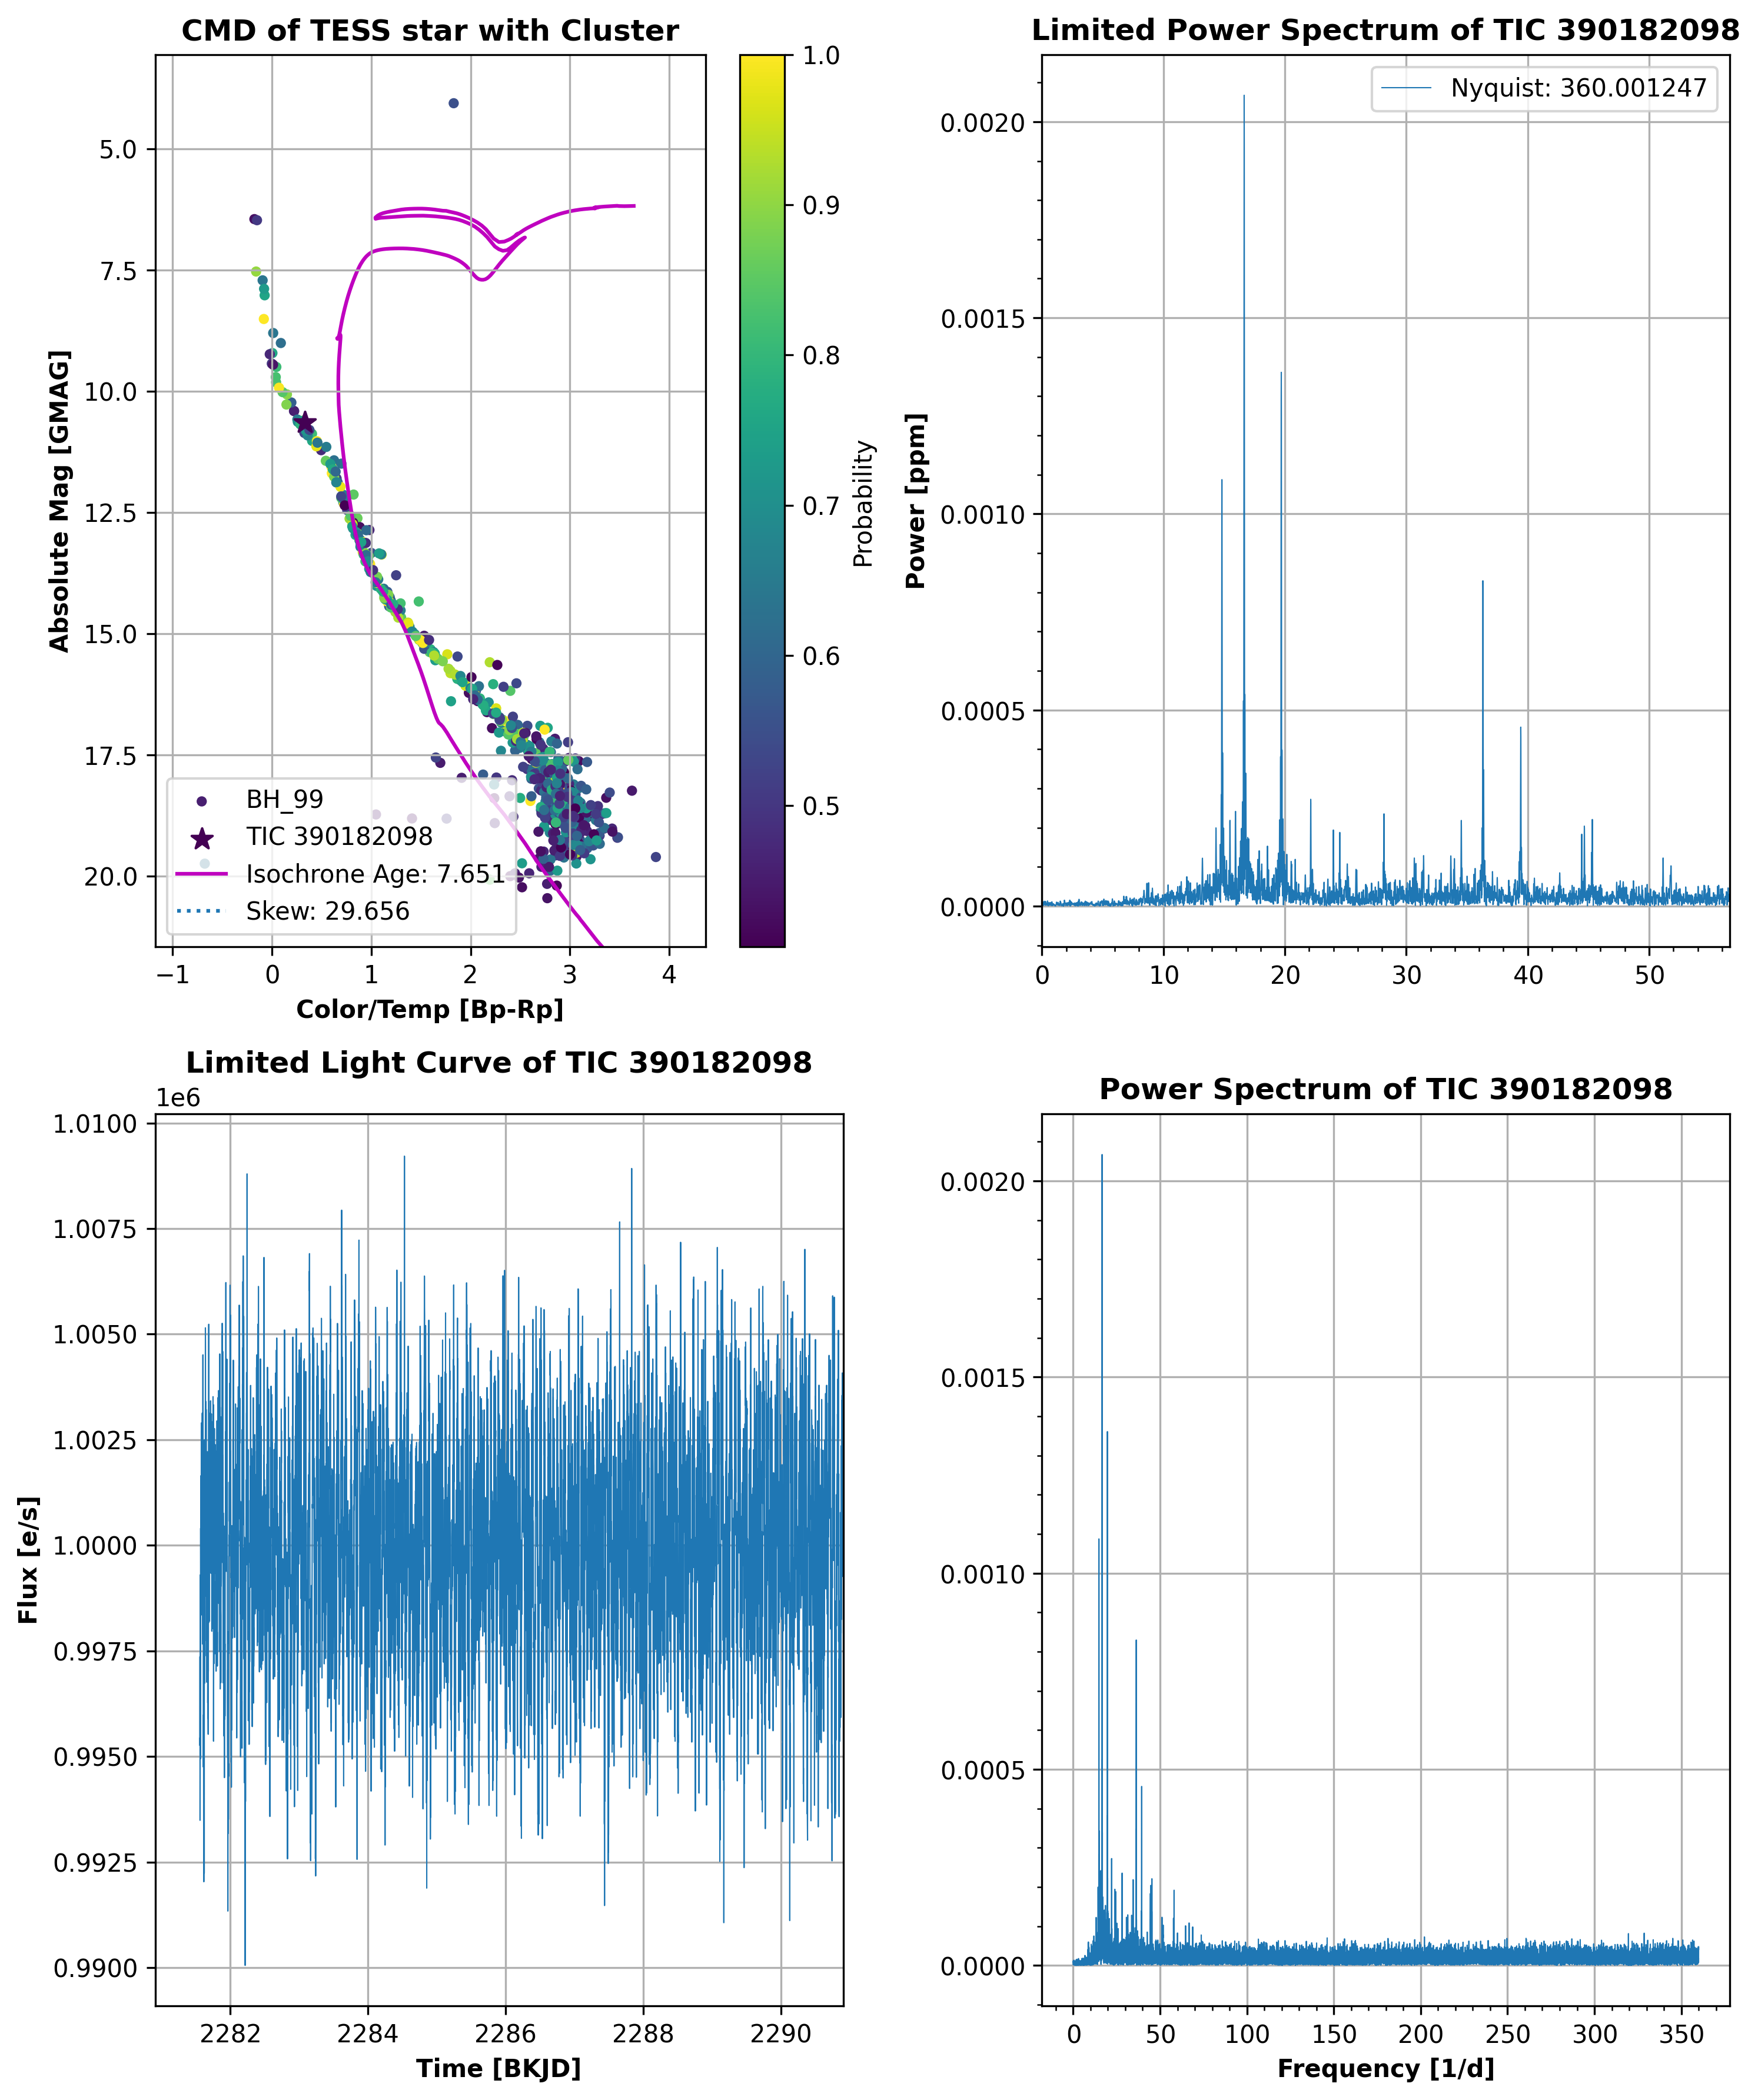 CMD of TESS star with Cluster
5.0
7.5
10.0
12.5
15.0
17.5
20.0
Absolute Mag [GMAG]
BH_99
TIC 390182098
Isochrone Age: 7.651
Skew: 29.656
−1 0 1 2 3 4
Color/Temp [Bp-Rp]
1.0
0.9
0.8
0.7
0.6
0.5
Probability
Limited Power Spectrum of TIC 390182098
Nyquist: 360.001247
0.0020
0.0015
0.0010
0.0005
0.0000
Power [ppm]
0 10 20 30 40 50
Limited Light Curve of TIC 390182098
1e6
1.0100
1.0075
1.0050
1.0025
1.0000
0.9975
0.9950
0.9925
0.9900
Flux [e/s]
2282 2284 2286 2288 2290
Time [BKJD]
Power Spectrum of TIC 390182098
0.0020
0.0015
0.0010
0.0005
0.0000
0 50 100 150 200 250 300 350
Frequency [1/d]